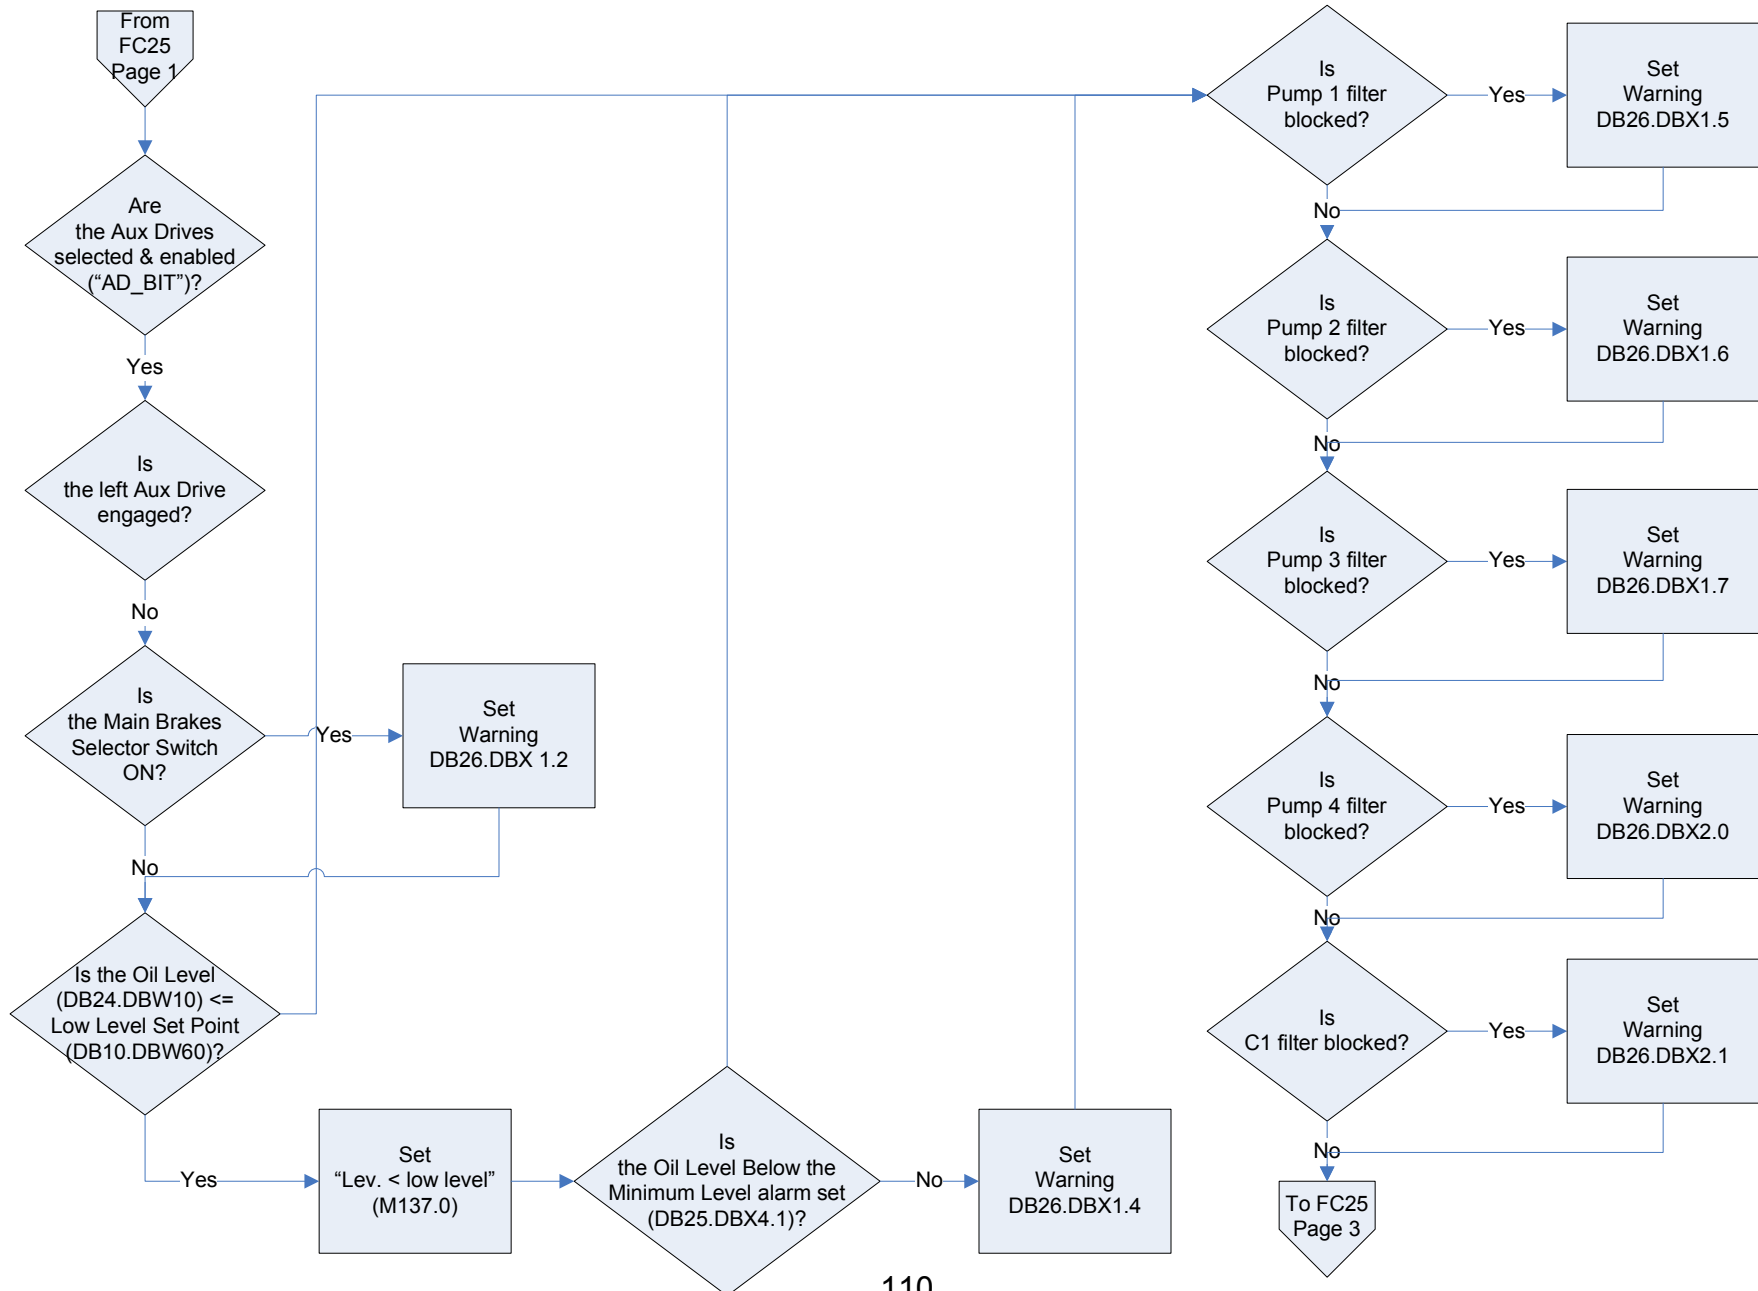 From
FC25
Page 1
Are
the Aux Drives
selected & enabled
(“AD_BIT”)?
Yes
Is
the left Aux Drive
engaged?
No
Is
the Main Brakes
Selector Switch
ON?
Yes
Set
Warning
DB26.DBX 1.2
No
Is the Oil Level
(DB24.DBW10) <=
Low Level Set Point
(DB10.DBW60)?
Yes
Set
“Lev. < low level”
(M137.0)
Is
the Oil Level Below the
Minimum Level alarm set
(DB25.DBX4.1)?
No
Set
Warning
DB26.DBX1.4
Is
Pump 1 filter
blocked?
Yes
Set
Warning
DB26.DBX1.5
No
Is
Pump 2 filter
blocked?
Yes
Set
Warning
DB26.DBX1.6
No
Is
Pump 3 filter
blocked?
Yes
Set
Warning
DB26.DBX1.7
No
Is
Pump 4 filter
blocked?
Yes
Set
Warning
DB26.DBX2.0
No
Is
C1 filter blocked?
Yes
Set
Warning
DB26.DBX2.1
No
To FC25
Page 3
110